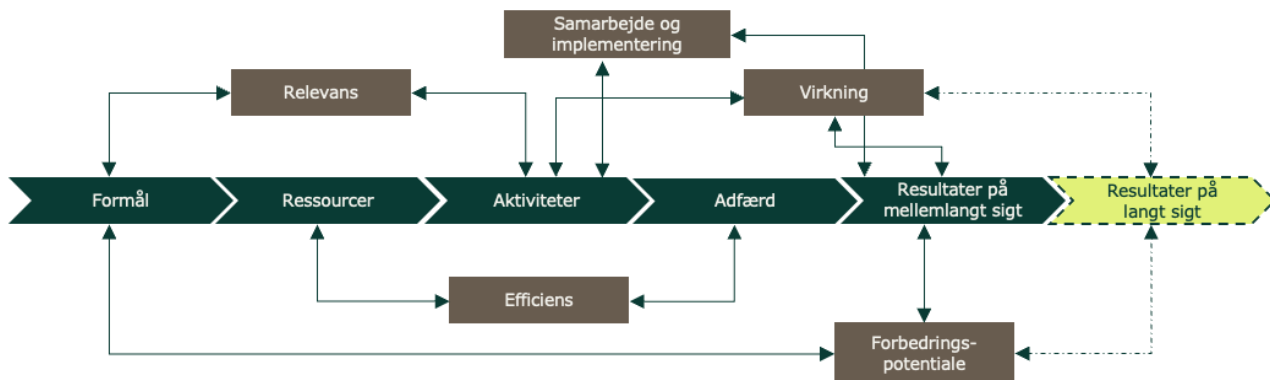 Samarbejde og
implementering
Relevans
Virkning
Formål
Ressourcer
Aktiviteter
Adfærd
Resultater på
mellemlangt sigt
Resultater på
langt sigt
Efficiens
Forbedrings-
potentiale